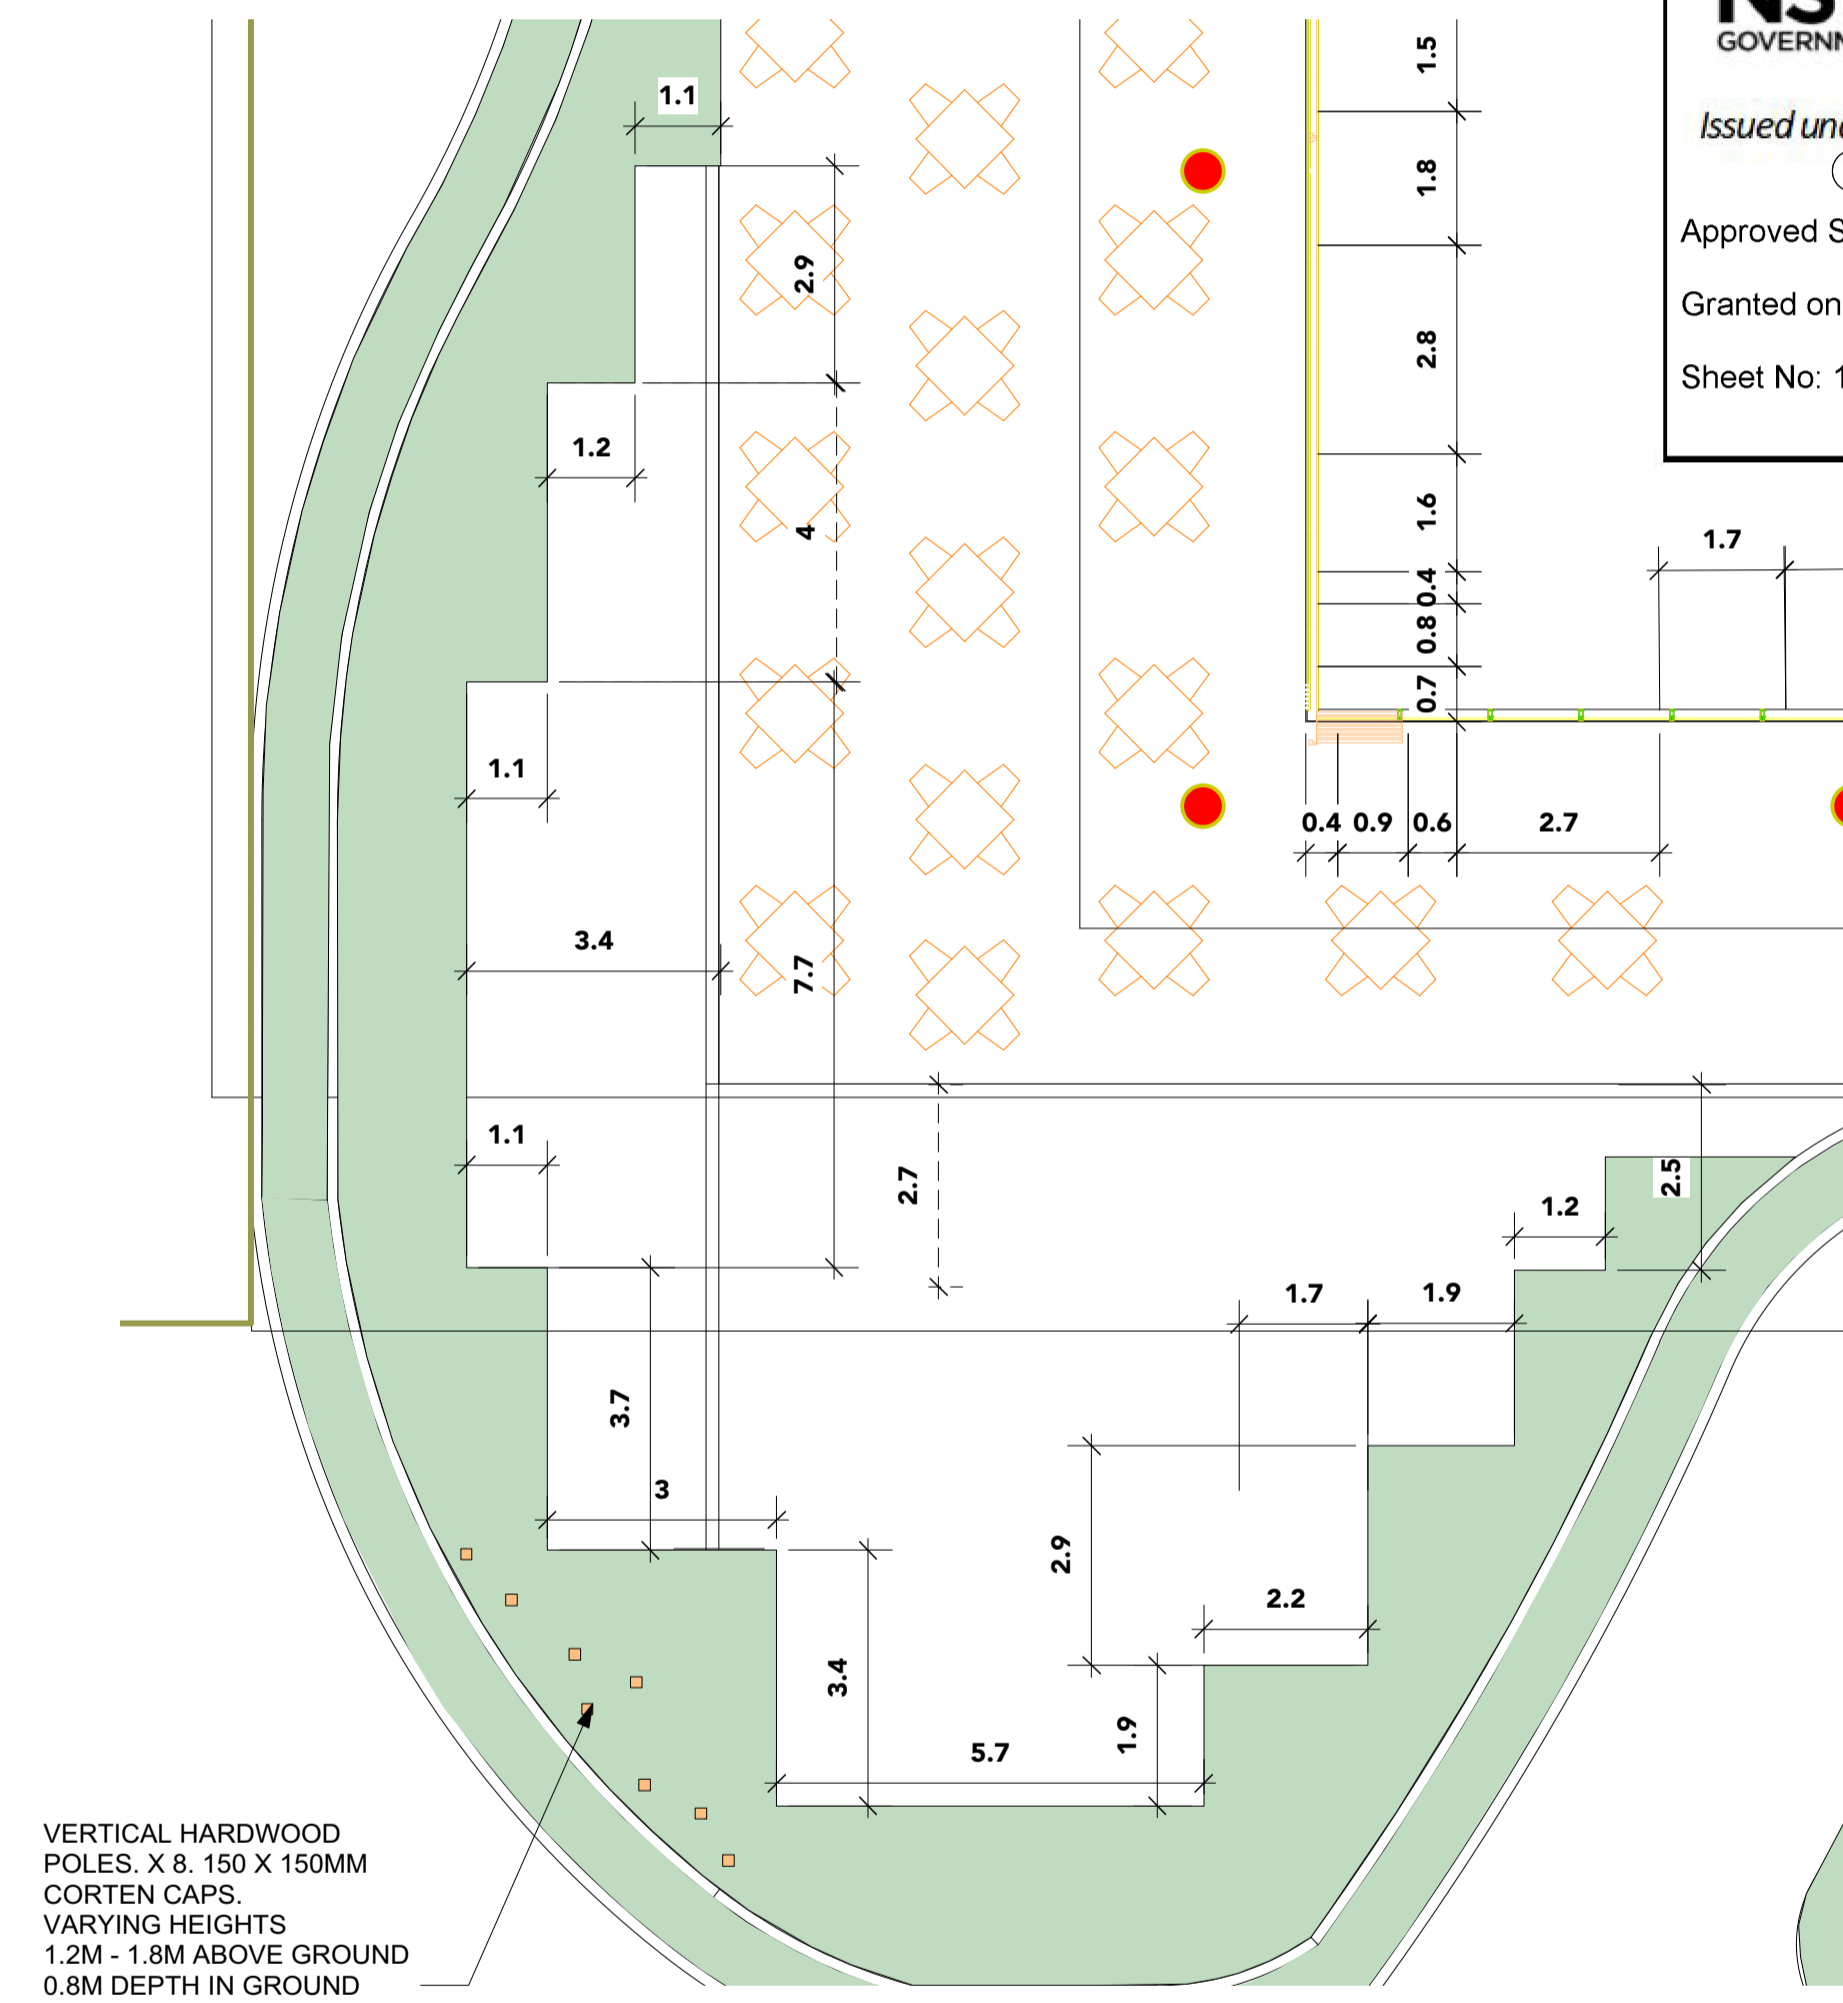 GOVERNM
Issued und
Approved S
Granted on
Sheet No: 1
1.1
1.5
1.8
2.9
2.8
1.2
4
1.6
1.7
0.4
0.8
0.7
1.1
0.4 0.9 0.6 2.7
3.4
7.7
1.1
2.7
2.5
1.2
1.7
1.9
3.7
3
2.9
2.2
3.4
1.9
5.7
VERTICAL HARDWOOD
POLES. X 8. 150 X 150MM
CORTEN CAPS.
VARYING HEIGHTS
1.2M - 1.8M ABOVE GROUND
0.8M DEPTH IN GROUND